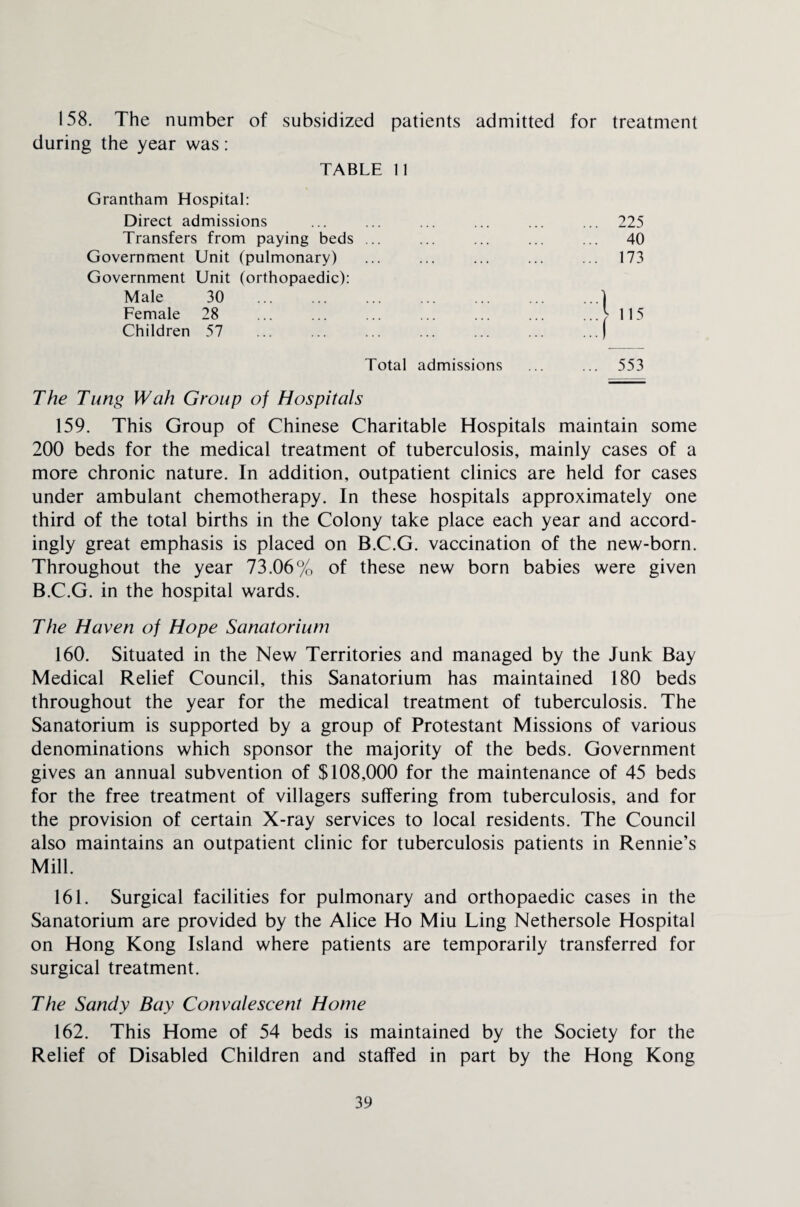 158. The number of subsidized patients admitted for treatment
during the year was:
TABLE 11
Grantham Hospital:
Direct admissions ... ... ... ... ... ... 225
Transfers from paying beds ... ... ... ... ... ... 40
Government Unit (pulmonary) ... ... ... ... ... 173
Government Unit (orthopaedic):
Male 30 ... ... ... ... ... ... ...}
Female 28 ... ... ... ... ... ... ...} 115
Children 57 ... ... ... ... ... ... ...}
Total admissions ... ... 553
The Tung Wah Group of Hospitals
159. This Group of Chinese Charitable Hospitals maintain some
200 beds for the medical treatment of tuberculosis, mainly cases of a
more chronic nature. In addition, outpatient clinics are held for cases
under ambulant chemotherapy. In these hospitals approximately one
third of the total births in the Colony take place each year and accord-
ingly great emphasis is placed on B.C.G. vaccination of the new-born.
Throughout the year 73.06% of these new born babies were given
B.C.G. in the hospital wards.
The Haven of Hope Sanatorium
160. Situated in the New Territories and managed by the Junk Bay
Medical Relief Council, this Sanatorium has maintained 180 beds
throughout the year for the medical treatment of tuberculosis. The
Sanatorium is supported by a group of Protestant Missions of various
denominations which sponsor the majority of the beds. Government
gives an annual subvention of $108,000 for the maintenance of 45 beds
for the free treatment of villagers suffering from tuberculosis, and for
the provision of certain X-ray services to local residents. The Council
also maintains an outpatient clinic for tuberculosis patients in Rennie's
Mill.
161. Surgical facilities for pulmonary and orthopaedic cases in the
Sanatorium are provided by the Alice Ho Miu Ling Nethersole Hospital
on Hong Kong Island where patients are temporarily transferred for
surgical treatment.
The Sandy Bay Convalescent Home
162. This Home of 54 beds is maintained by the Society for the
Relief of Disabled Children and staffed in part by the Hong Kong
39